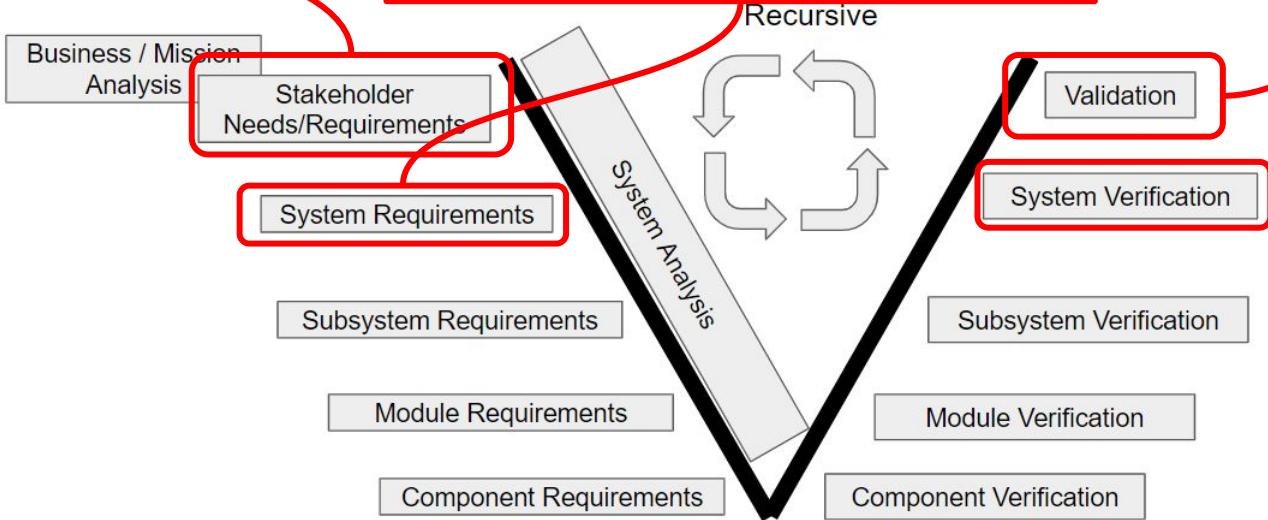 Recursive
Business / Mission
Analysis
Stakeholder
Needs/Requirements
Validation
System Analysis
System Requirements
System Verification
Subsystem Requirements
Subsystem Verification
Module Requirements
Module Verification
Component Requirements
Component Verification